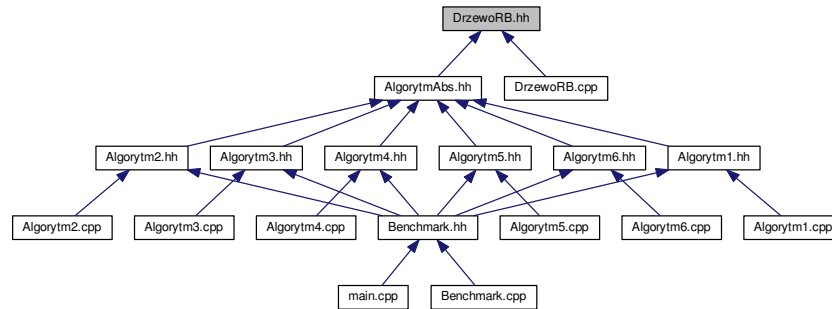 DrzewoRB.hh
AlgorytmAbs.hh
DrzewoRB.cpp
Algorytm2.hh
Algorytm3.hh
Algorytm4.hh
Algorytm5.hh
Algorytm6.hh
Algorytm1.hh
Algorytm2.cpp
Algorytm3.cpp
Algorytm4.cpp
Benchmark.hh
Algorytm5.cpp
Algorytm6.cpp
Algorytm1.cpp
main.cpp
Benchmark.cpp